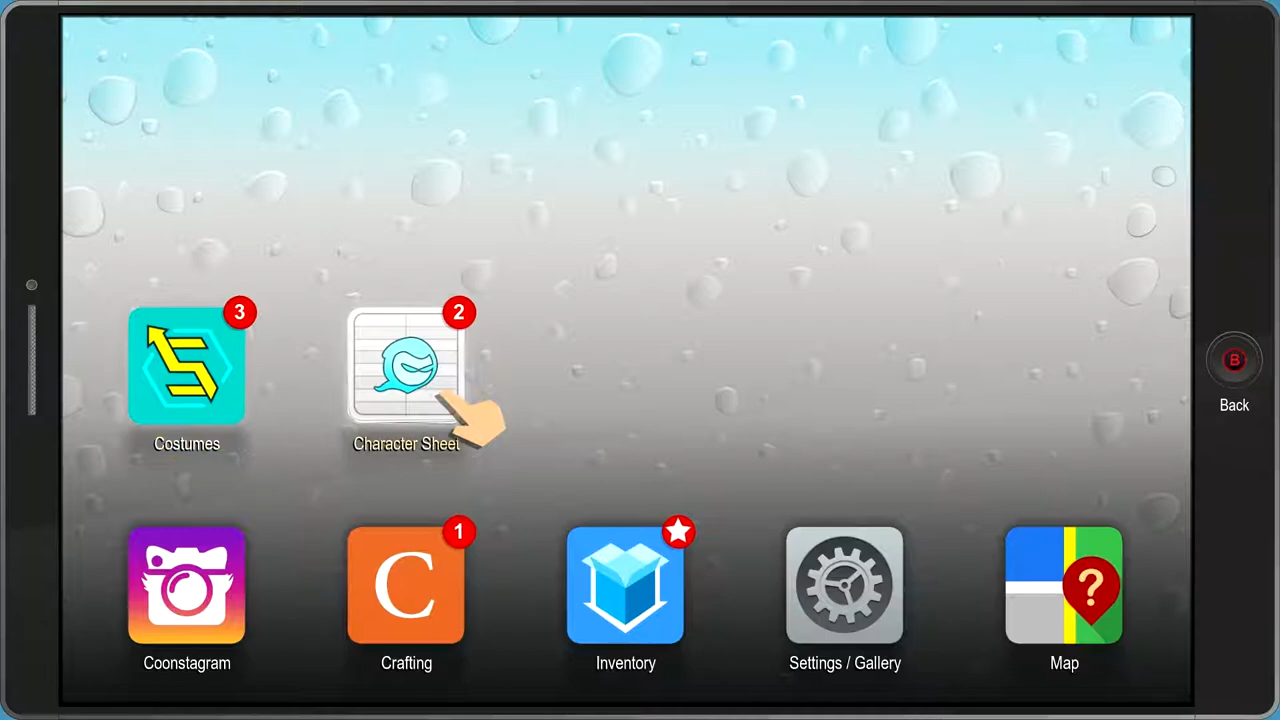 3
2
Costumes
Character Sheet
B
Back
1
C
?
Coonstagram
Crafting
Inventory
Settings / Gallery
Map